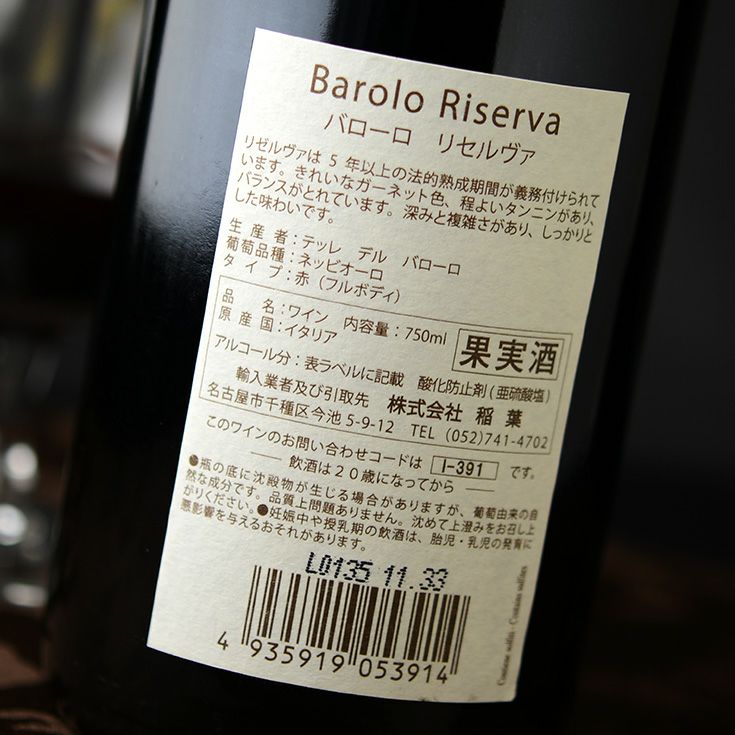 Barolo Riserva
バローロ リゼルヴァ
リゼルヴァは 5 年以上の法的熟成期間が義務付けられて
います。きれいなガーネット色、程よいタンニンがあり、
バランスがとれています。深みと複雑さがあり、しっかりと
した味わいです。
生産者：テッレ デル バローロ
葡萄品種：ネッビオーロ
タイプ：赤（フルボディ）
品名：ワイン 内容量：750ml
原産国：イタリア
果実酒
アルコール分：表ラベルに記載 酸化防止剤(亜硫酸塩)
輸入業者及び引取先 株式会社 稲葉
名古屋市千種区今池 5-9-12 TEL (052)741-4702
このワインのお問い合わせコードは I-391 です。
飲酒は２０歳になってから
●瓶の底に沈殿物が生じる場合がありますが、葡萄由来の自
然な成分です。品質上問題ありません。沈めて上澄みをお召し上
がりください。●妊娠中や授乳期の飲酒は、胎児・乳児の発育に
悪影響を与えるおそれがあります。
L0135 11.33
4 935919 053914
Contiene solfiti - Contains sulfites